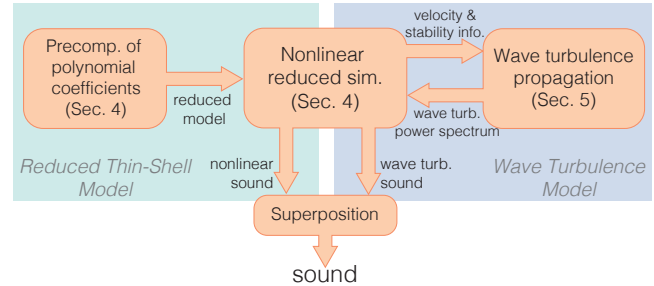 Precomp. of
polynomial
coefficients
(Sec. 4)
reduced
model
Nonlinear
reduced sim.
(Sec. 4)
velocity &
stability info.
Wave turbulence
propagation
(Sec. 5)
wave turb.
power spectrum
Reduced Thin-Shell
Model
nonlinear
sound
wave turb.
sound
Wave Turbulence
Model
Superposition
sound